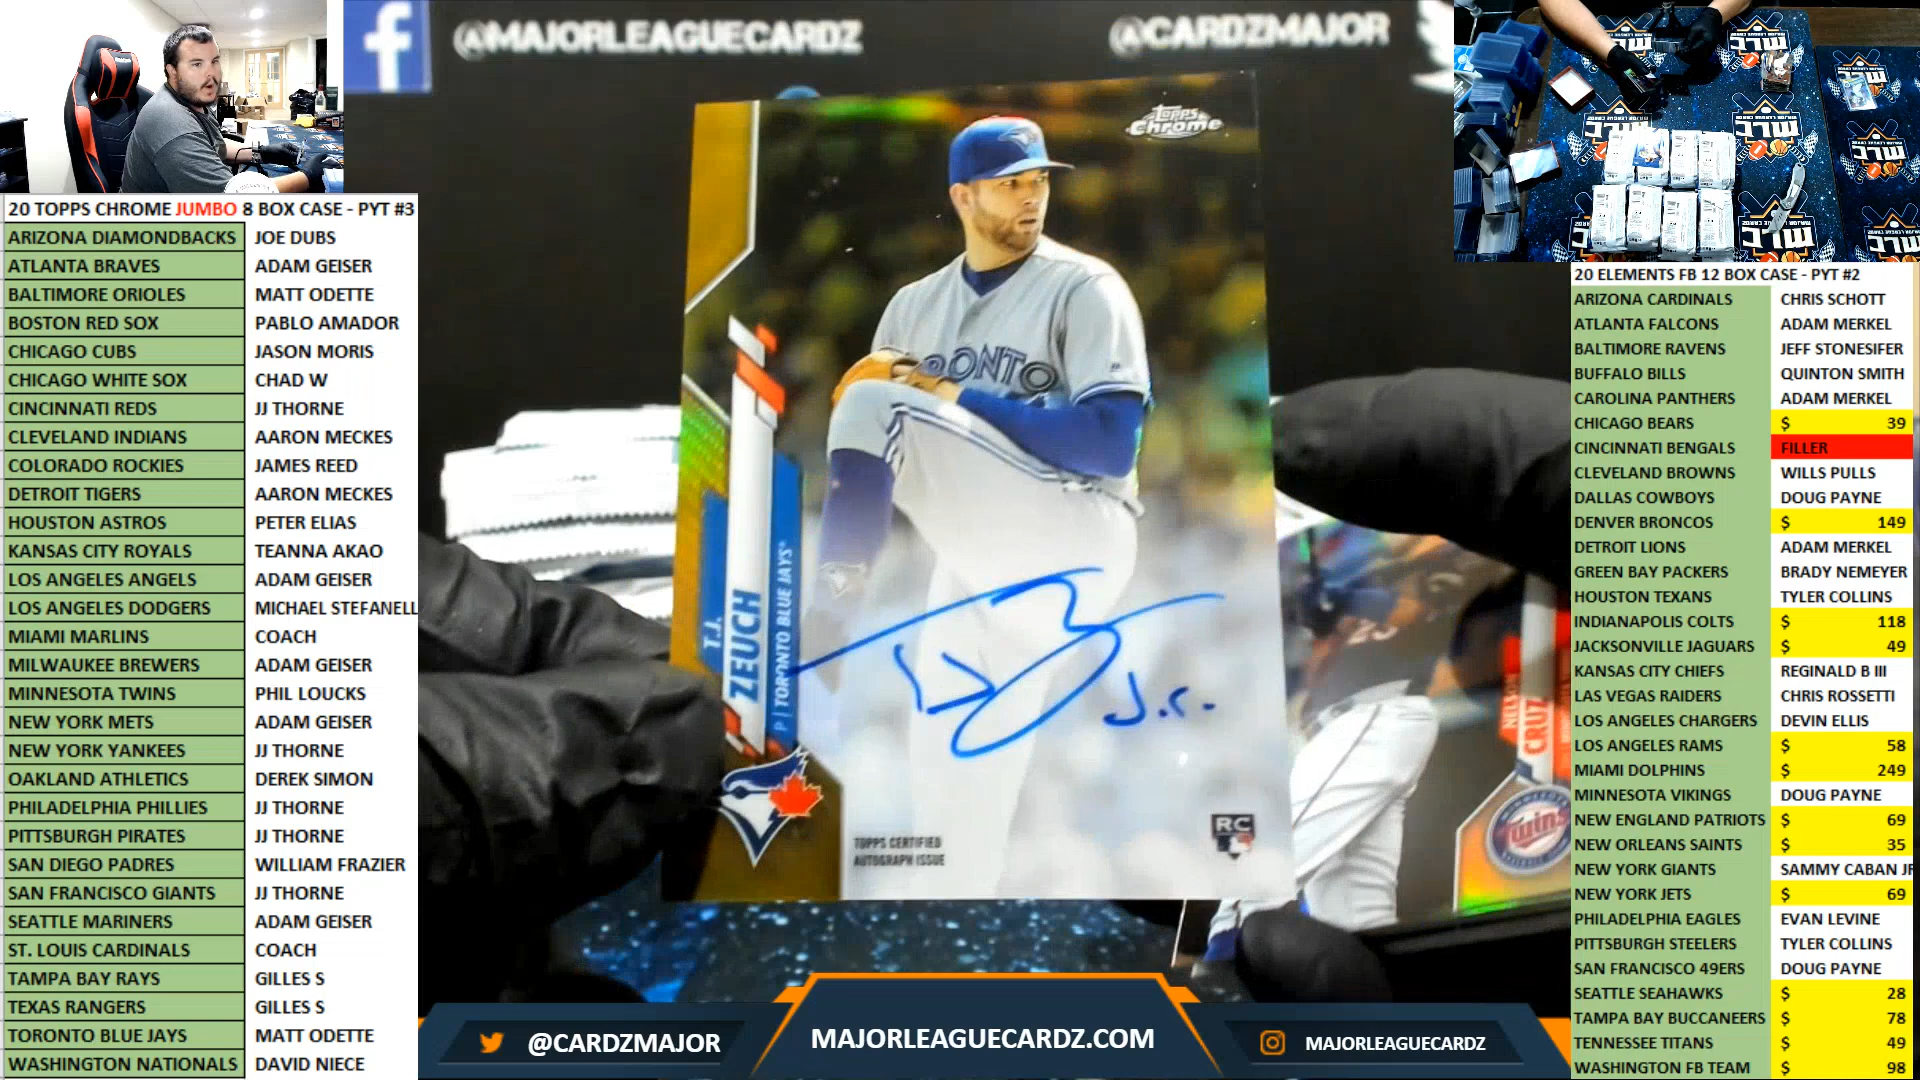 @MAJORLEAGUECARDZ
@CARDZMAJOR
20 TOPPS CHROME JUMBO 8 BOX CASE - PYT #3
ARIZONA DIAMONDBACKS JOE DUBS
ATLANTA BRAVES ADAM GEISER
BALTIMORE ORIOLES MATT ODETTE
BOSTON RED SOX PABLO AMADOR
CHICAGO CUBS JASON MORIS
CHICAGO WHITE SOX CHAD W
CINCINNATI REDS JJ THORNE
CLEVELAND INDIANS AARON MECKES
COLORADO ROCKIES JAMES REED
DETROIT TIGERS AARON MECKES
HOUSTON ASTROS PETER ELIAS
KANSAS CITY ROYALS TEANNA AKAO
LOS ANGELES ANGELS ADAM GEISER
LOS ANGELES DODGERS MICHAEL STEFANELL
MIAMI MARLINS COACH
MILWAUKEE BREWERS ADAM GEISER
MINNESOTA TWINS PHIL LOUCKS
NEW YORK METS ADAM GEISER
NEW YORK YANKEES JJ THORNE
OAKLAND ATHLETICS DEREK SIMON
PHILADELPHIA PHILLIES JJ THORNE
PITTSBURGH PIRATES JJ THORNE
SAN DIEGO PADRES WILLIAM FRAZIER
SAN FRANCISCO GIANTS JJ THORNE
SEATTLE MARINERS ADAM GEISER
ST. LOUIS CARDINALS COACH
TAMPA BAY RAYS GILLES S
TEXAS RANGERS GILLES S
TORONTO BLUE JAYS MATT ODETTE
WASHINGTON NATIONALS DAVID NIECE
Topps
Chrome
RONTO
T.J.
ZEUCH
P | TORONTO BLUE JAYS
TJZ J.r.
TOPPS CERTIFIED
AUTOGRAPH ISSUE
RC
NELSON
CRUZ
Twins
20 ELEMENTS FB 12 BOX CASE - PYT #2
ARIZONA CARDINALS CHRIS SCHOTT
ATLANTA FALCONS ADAM MERKEL
BALTIMORE RAVENS JEFF STONESIFER
BUFFALO BILLS QUINTON SMITH
CAROLINA PANTHERS ADAM MERKEL
CHICAGO BEARS $ 39
CINCINNATI BENGALS FILLER
CLEVELAND BROWNS WILLS PULLS
DALLAS COWBOYS DOUG PAYNE
DENVER BRONCOS $ 149
DETROIT LIONS ADAM MERKEL
GREEN BAY PACKERS BRADY NEMEYER
HOUSTON TEXANS TYLER COLLINS
INDIANAPOLIS COLTS $ 118
JACKSONVILLE JAGUARS $ 49
KANSAS CITY CHIEFS REGINALD B III
LAS VEGAS RAIDERS CHRIS ROSSETTI
LOS ANGELES CHARGERS DEVIN ELLIS
LOS ANGELES RAMS $ 58
MIAMI DOLPHINS $ 249
MINNESOTA VIKINGS DOUG PAYNE
NEW ENGLAND PATRIOTS $ 69
NEW ORLEANS SAINTS $ 35
NEW YORK GIANTS SAMMY CABAN JR
NEW YORK JETS $ 69
PHILADELPHIA EAGLES EVAN LEVINE
PITTSBURGH STEELERS TYLER COLLINS
SAN FRANCISCO 49ERS DOUG PAYNE
SEATTLE SEAHAWKS $ 28
TAMPA BAY BUCCANEERS $ 78
TENNESSEE TITANS $ 49
WASHINGTON FB TEAM $ 98
@CARDZMAJOR
MAJORLEAGUECARDZ.COM
MAJORLEAGUECARDZ